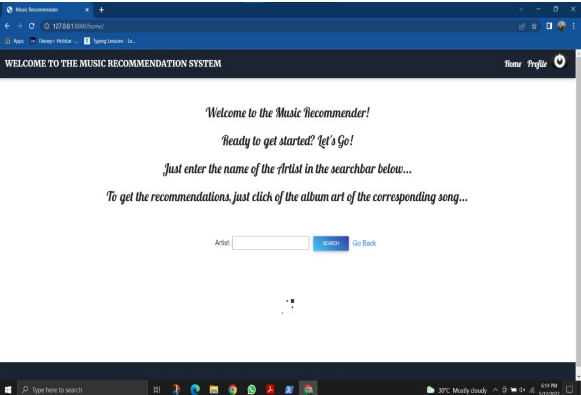 Music Recommender
127.0.0.1:8000/home/
Apps Disney+ Hotstar -... Typing Lessons - Le...
WELCOME TO THE MUSIC RECOMMENDATION SYSTEM Home Profile
Welcome to the Music Recommender!
Ready to get started? Let's Go!
Just enter the name of the Artist in the searchbar below...
To get the recommendations, just click of the album art of the corresponding song...
Artist: SEARCH Go Back
Type here to search 30°C Mostly cloudy 6:14 PM
5/12/2022